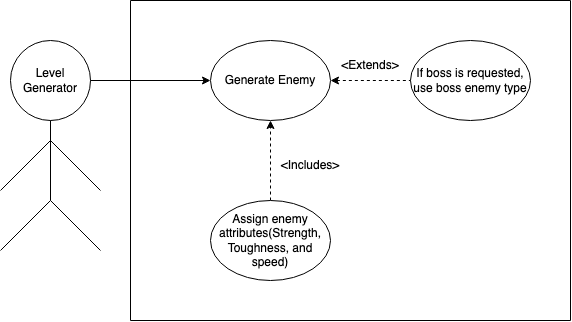 Level
Generator
Generate Enemy
<Extends>
If boss is requested,
use boss enemy type
<Includes>
Assign enemy
attributes(Strength,
Toughness, and
speed)